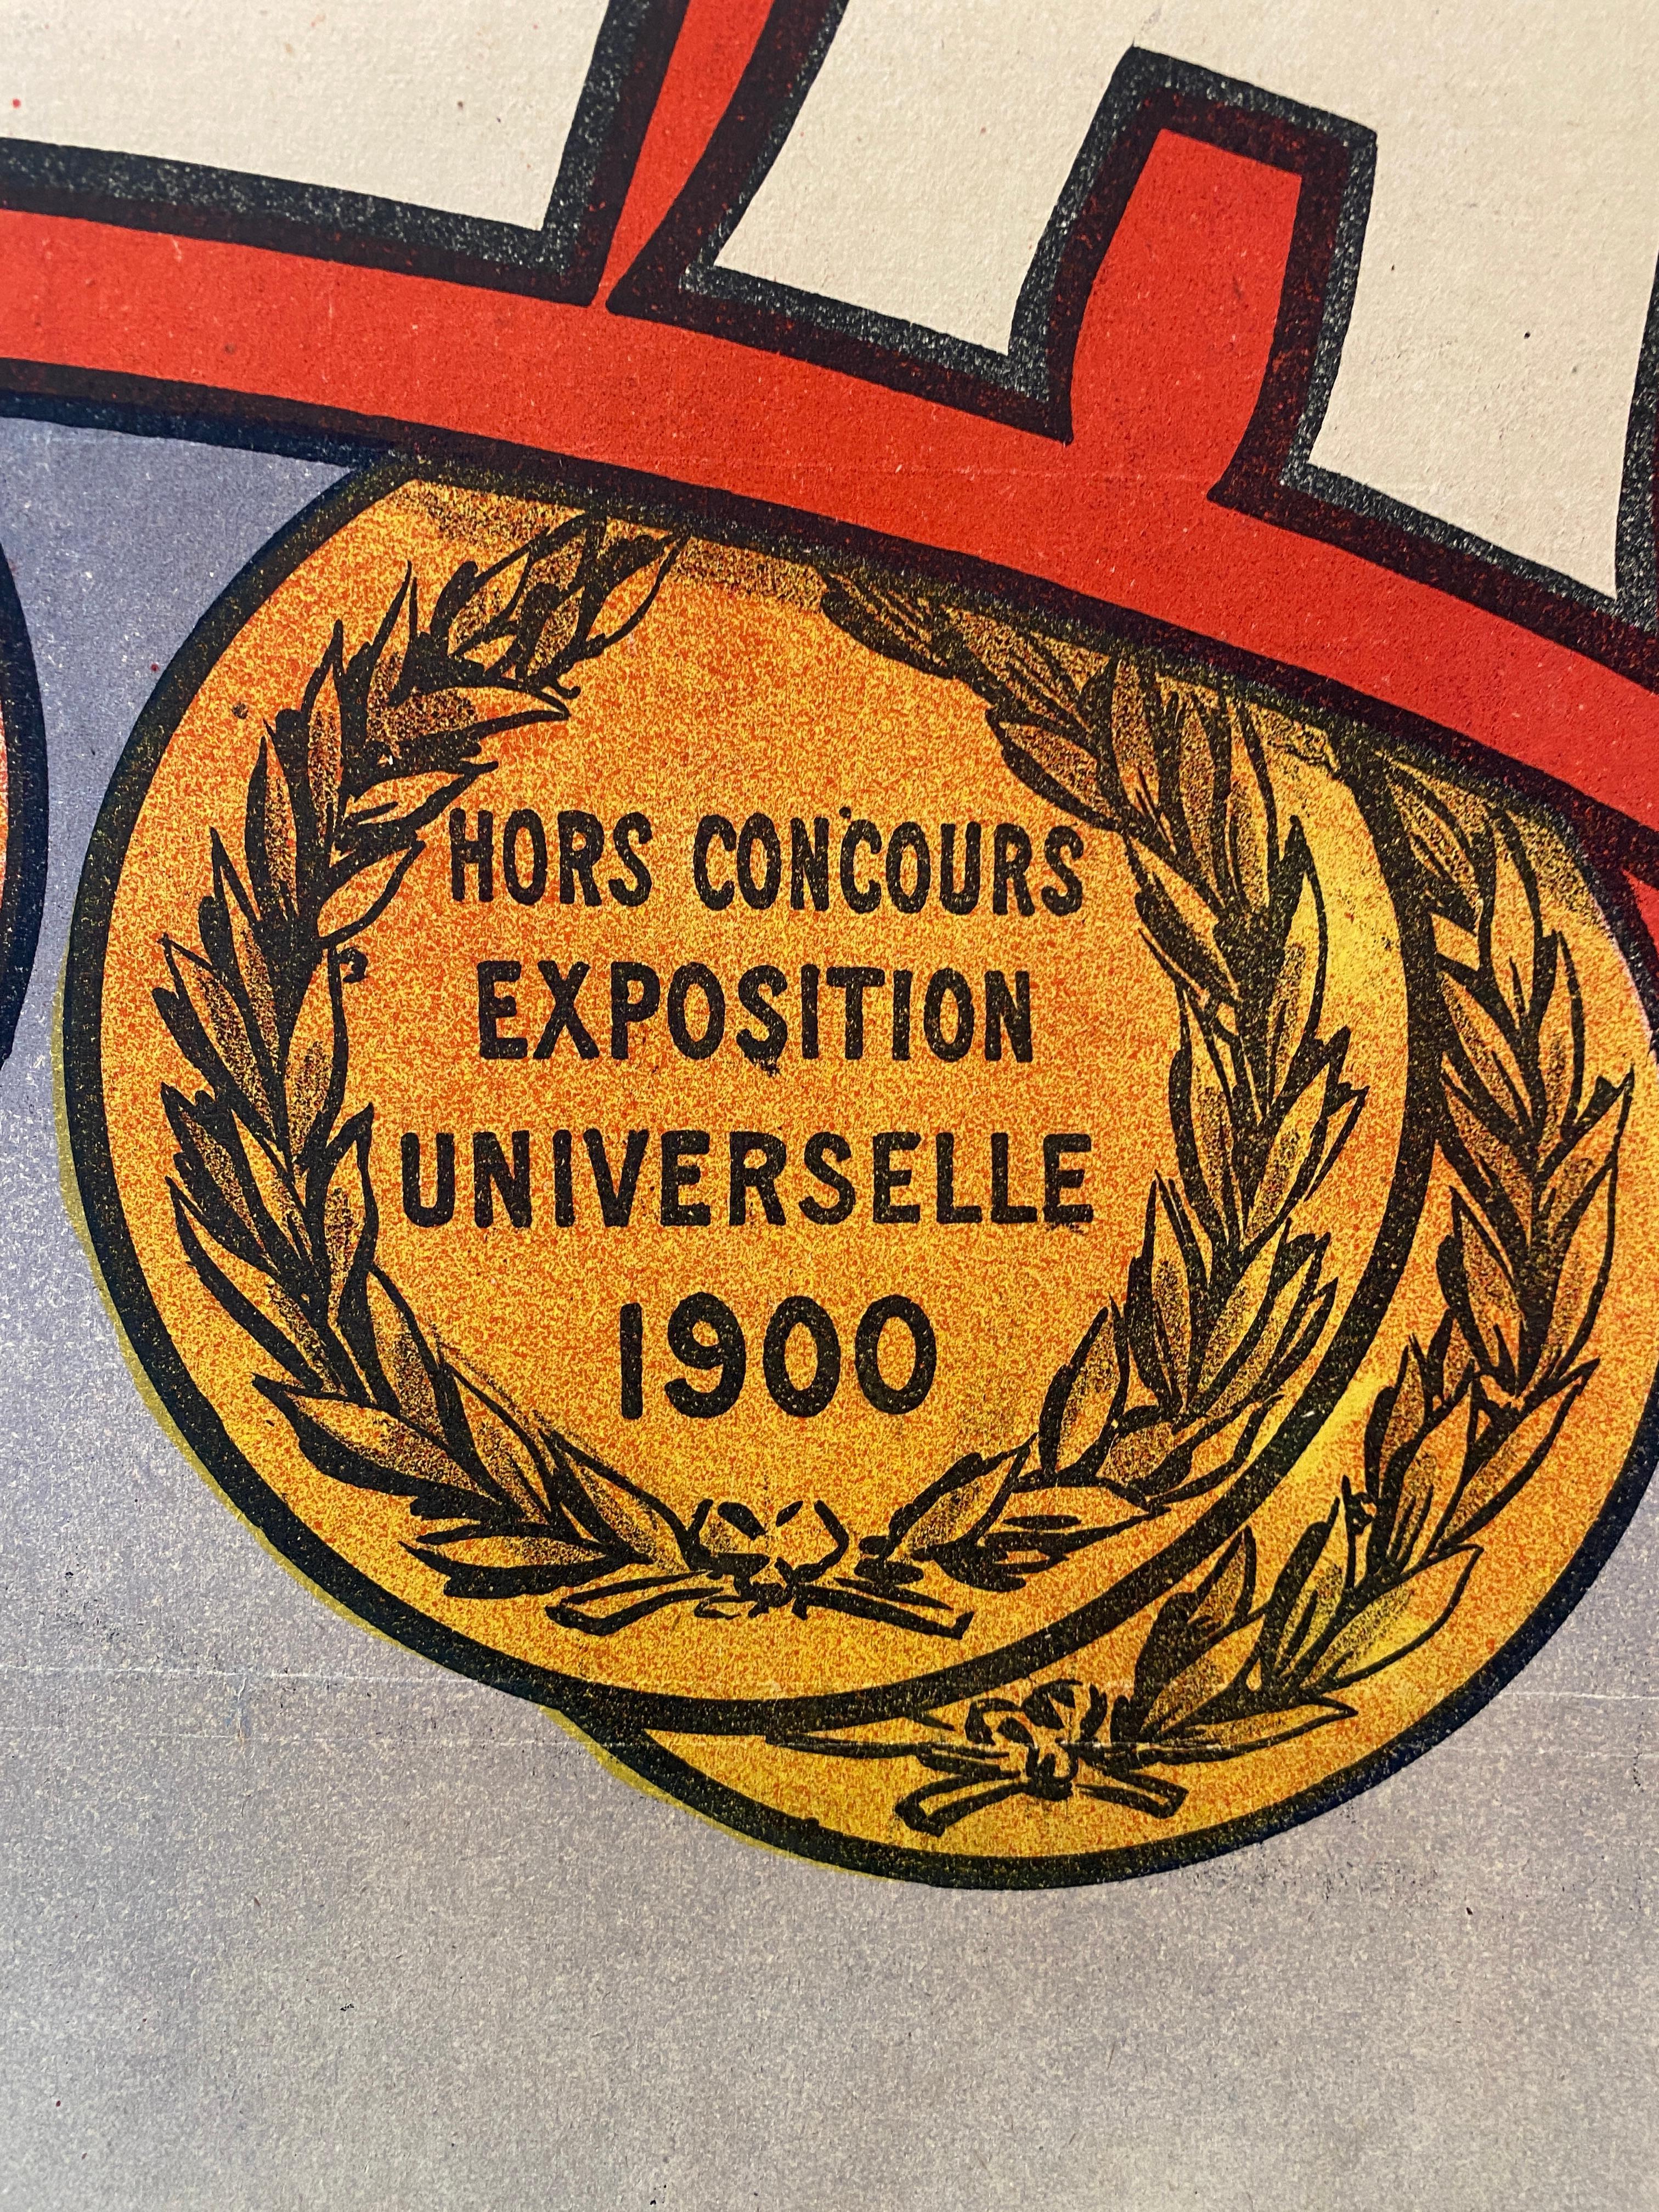 HORS CONCOURS
EXPOSITION
UNIVERSELLE
1900